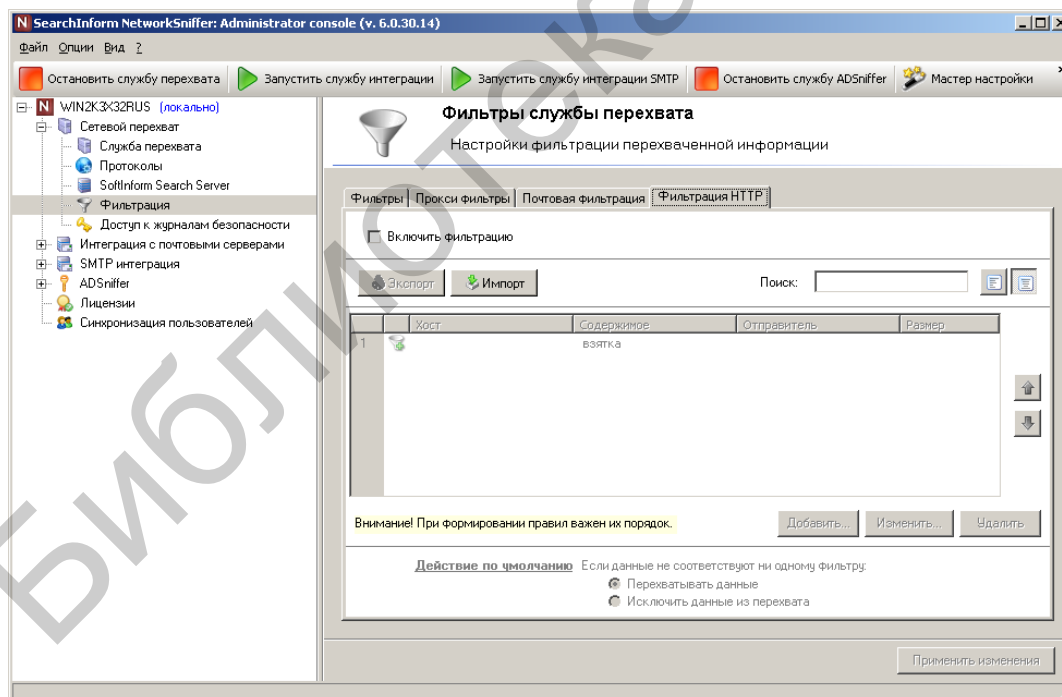 SearchInform NetworkSniffer: Administrator console (v. 6.0.30.14)
Файл Опции Вид ?
Остановить службу перехвата Запустить службу интеграции Запустить службу интеграции SMTP Остановить службу ADSniffer Мастер настройки
WIN2K3X32RUS (локально)
Сетевой перехват
Служба перехвата
Протоколы
SoftInform Search Server
Фильтрация
Доступ к журналам безопасности
Интеграция с почтовыми серверами
SMTP интеграция
ADSniffer
Лицензии
Синхронизация пользователей
Фильтры службы перехвата
Настройки фильтрации перехваченной информации
Фильтры Прокси фильтры Почтовая фильтрация Фильтрация HTTP
Включить фильтрацию
Экспорт Импорт Поиск:
Хост Содержимое Отправитель Размер
1 взятка
Внимание! При формировании правил важен их порядок.
Добавить... Изменить... Удалить
Действие по умолчанию Если данные не соответствуют ни одному фильтру:
Перехватывать данные
Исключить данные из перехвата
Применить изменения
Библиотека